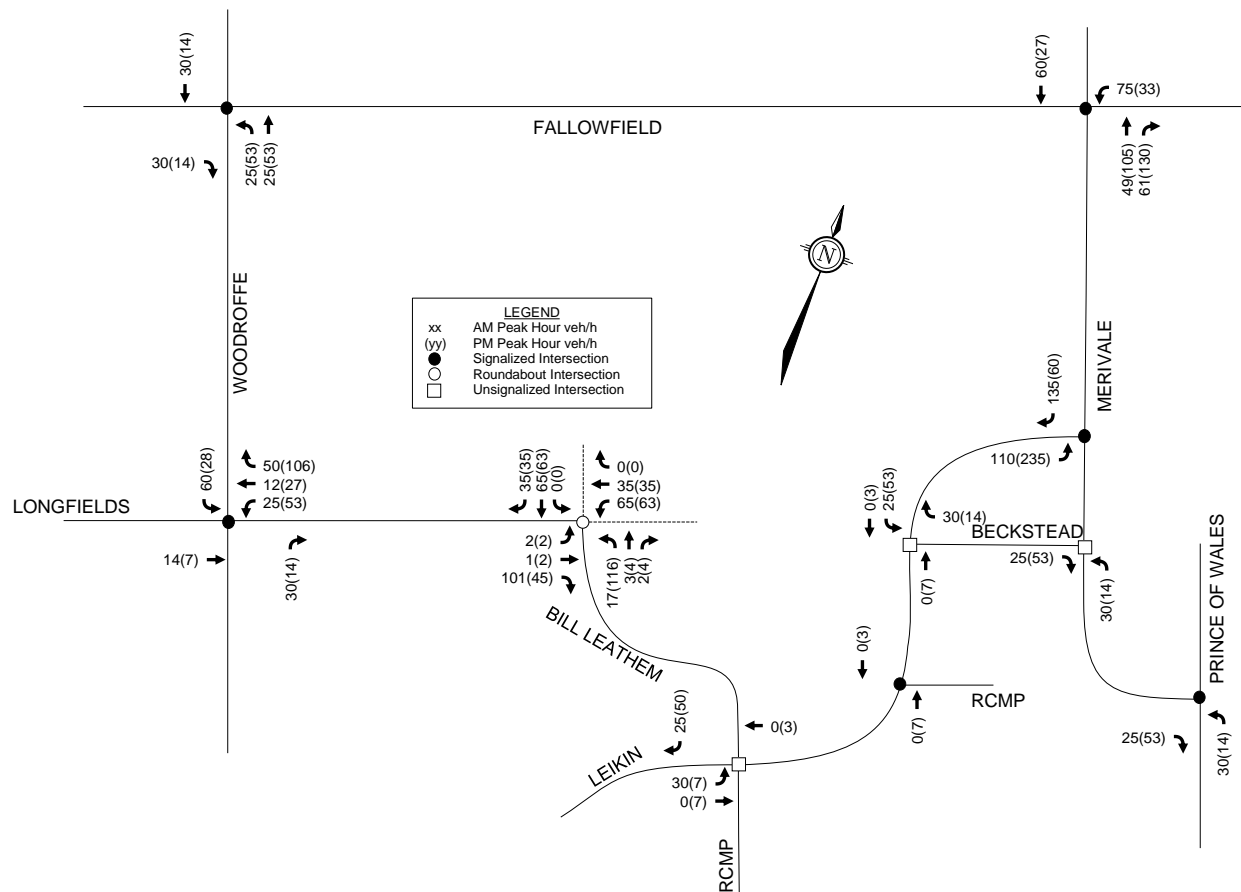 30(14)
60(27)
75(33)
FALLOWFIELD
30(14)
25(53)
25(53)
49(105)
61(130)
N
WOODROFFE
LEGEND
xx AM Peak Hour veh/h
(yy) PM Peak Hour veh/h
Signalized Intersection
Roundabout Intersection
Unsignalized Intersection
MERIVALE
135(60)
110(235)
60(28)
50(106)
12(27)
25(53)
LONGFIELDS
14(7)
30(14)
35(35)
65(63)
0(0)
0(0)
35(35)
65(63)
2(2)
1(2)
101(45)
17(116)
3(4)
2(4)
0(3)
25(53)
30(14)
BECKSTEAD
25(53)
0(7)
30(14)
BILL LEATHEM
0(3)
RCMP
0(7)
PRINCE OF WALES
25(53)
30(14)
25(50)
0(3)
LEIKIN
30(7)
0(7)
RCMP